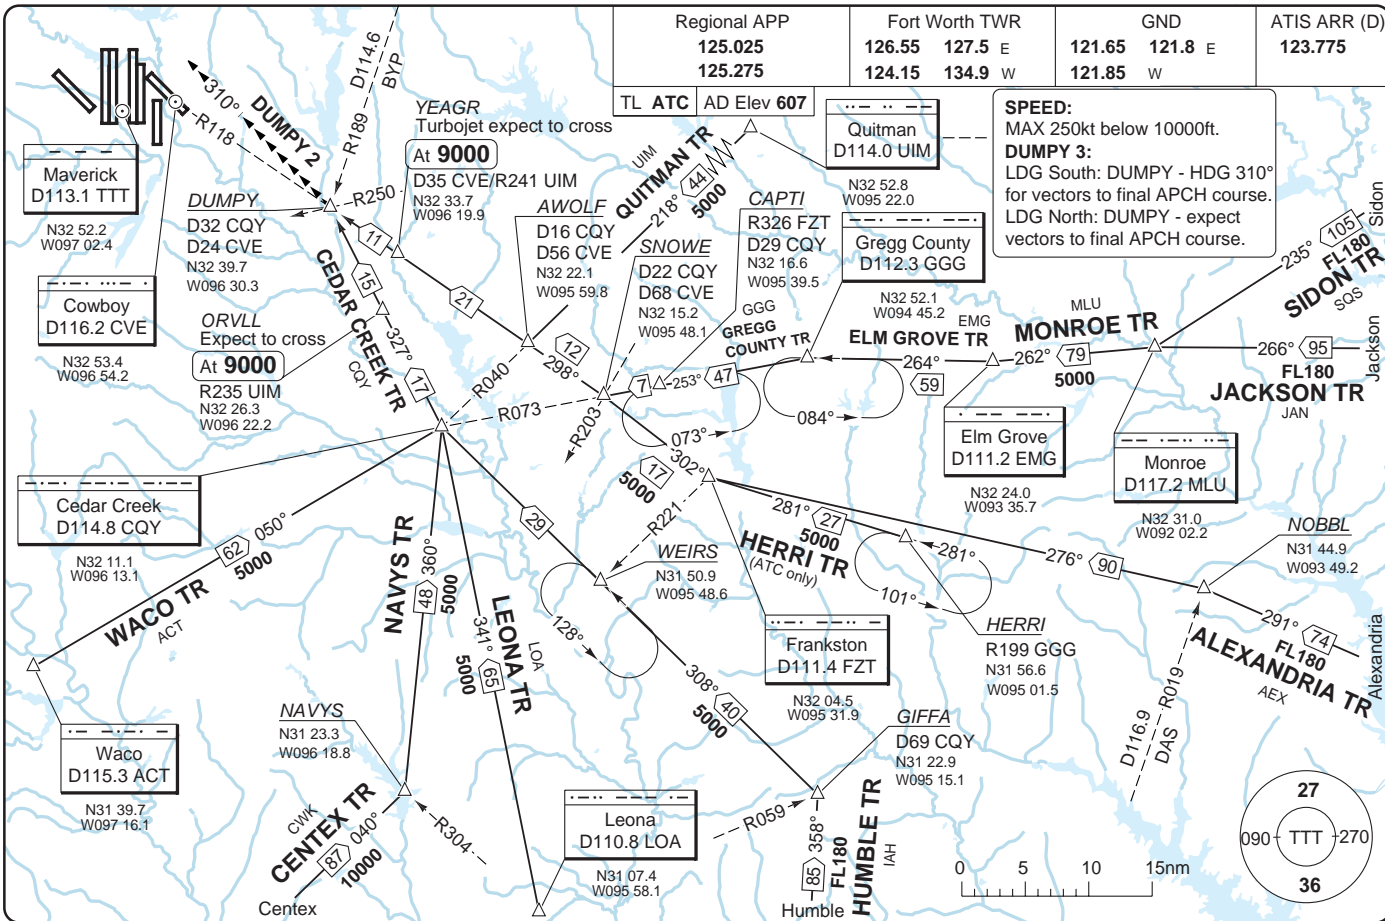 Regional APP
125.025
125.275
Fort Worth TWR
126.55 127.5 E
124.15 134.9 W
GND
121.65 121.8 E
121.85 W
ATIS ARR (D)
123.775
TL ATC
AD Elev 607
SPEED:
MAX 250kt below 10000ft.
DUMPY 3:
LDG South: DUMPY - HDG 310°
for vectors to final APCH course.
LDG North: DUMPY - expect
vectors to final APCH course.
Maverick
D113.1 TTT
N32 52.2
W097 02.4
Cowboy
D116.2 CVE
N32 53.4
W096 54.2
R118
310°
DUMPY 2
D114.6
BYP
R189
R250
DUMPY
D32 CQY
D24 CVE
N32 39.7
W096 30.3
YEAGR
Turbojet expect to cross
At 9000
D35 CVE/R241 UIM
N32 33.7
W096 19.9
ORVLL
Expect to cross
At 9000
R235 UIM
N32 26.3
W096 22.2
11
15
21
CEDAR CREEK TR
CQY
327°
17
AWOLF
D16 CQY
D56 CVE
N32 22.1
W095 59.8
UIM
QUITMAN TR
218°
44
5000
Quitman
D114.0 UIM
N32 52.8
W095 22.0
SNOWE
D22 CQY
D68 CVE
N32 15.2
W095 48.1
CAPTI
R326 FZT
D29 CQY
N32 16.6
W095 39.5
Gregg County
D112.3 GGG
N32 52.1
W094 45.2
GGG
GREGG
COUNTY TR
12
298°
R040
R073
R203
7
253°
47
073°
084°
EMG
ELM GROVE TR
264°
59
MLU
MONROE TR
262°
79
5000
235°
105
FL180
SIDON TR
SQS
Sidon
266°
95
FL180
JACKSON TR
JAN
Jackson
Elm Grove
D111.2 EMG
N32 24.0
W093 35.7
Monroe
D117.2 MLU
N32 31.0
W092 02.2
Cedar Creek
D114.8 CQY
N32 11.1
W096 13.1
302°
17
5000
R221
29
WEIRS
N31 50.9
W095 48.6
128°
281°
27
5000
HERRI TR
(ATC only)
281°
101°
HERRI
R199 GGG
N31 56.6
W095 01.5
276°
90
NOBBL
N31 44.9
W093 49.2
291°
74
FL180
ALEXANDRIA TR
AEX
Alexandria
D116.9
DAS
R019
Frankston
D111.4 FZT
N32 04.5
W095 31.9
050°
62
5000
WACO TR
ACT
Waco
D115.3 ACT
N31 39.7
W097 16.1
NAVYS TR
360°
48
5000
NAVYS
N31 23.3
W096 18.8
LEONA TR
LOA
341°
65
5000
Leona
D110.8 LOA
N31 07.4
W095 58.1
CENTEX TR
CWK
040°
87
10000
Centex
R304
308°
40
5000
GIFFA
D69 CQY
N31 22.9
W095 15.1
R059
358°
85
FL180
HUMBLE TR
IAH
Humble
0 5 10 15nm
27
090 TTT 270
36